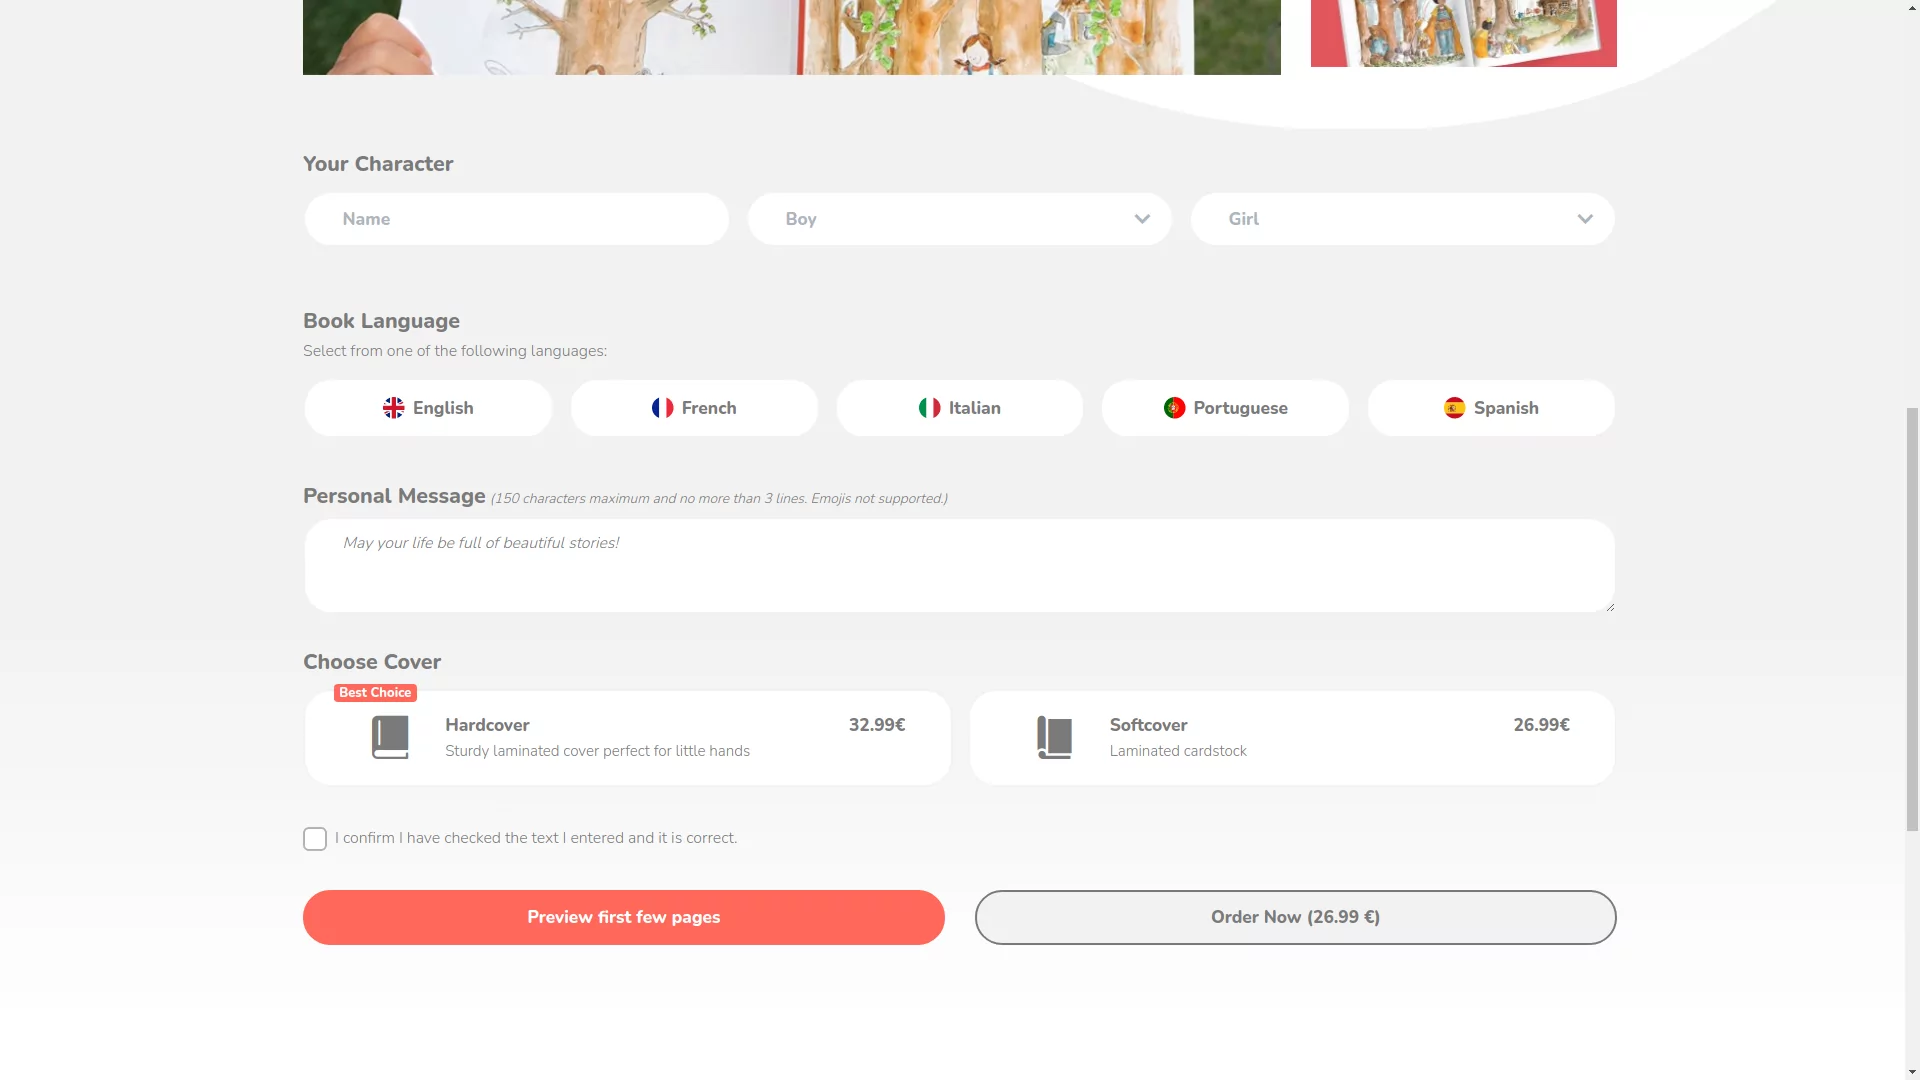 Your Character
Name
Boy
Girl
Book Language
Select from one of the following languages:
English
French
Italian
Portuguese
Spanish
Personal Message (150 characters maximum and no more than 3 lines. Emojis not supported.)
May your life be full of beautiful stories!
Choose Cover
Best Choice
Hardcover
32.99€
Sturdy laminated cover perfect for little hands
Softcover
26.99€
Laminated cardstock
I confirm I have checked the text I entered and it is correct.
Preview first few pages
Order Now (26.99 €)